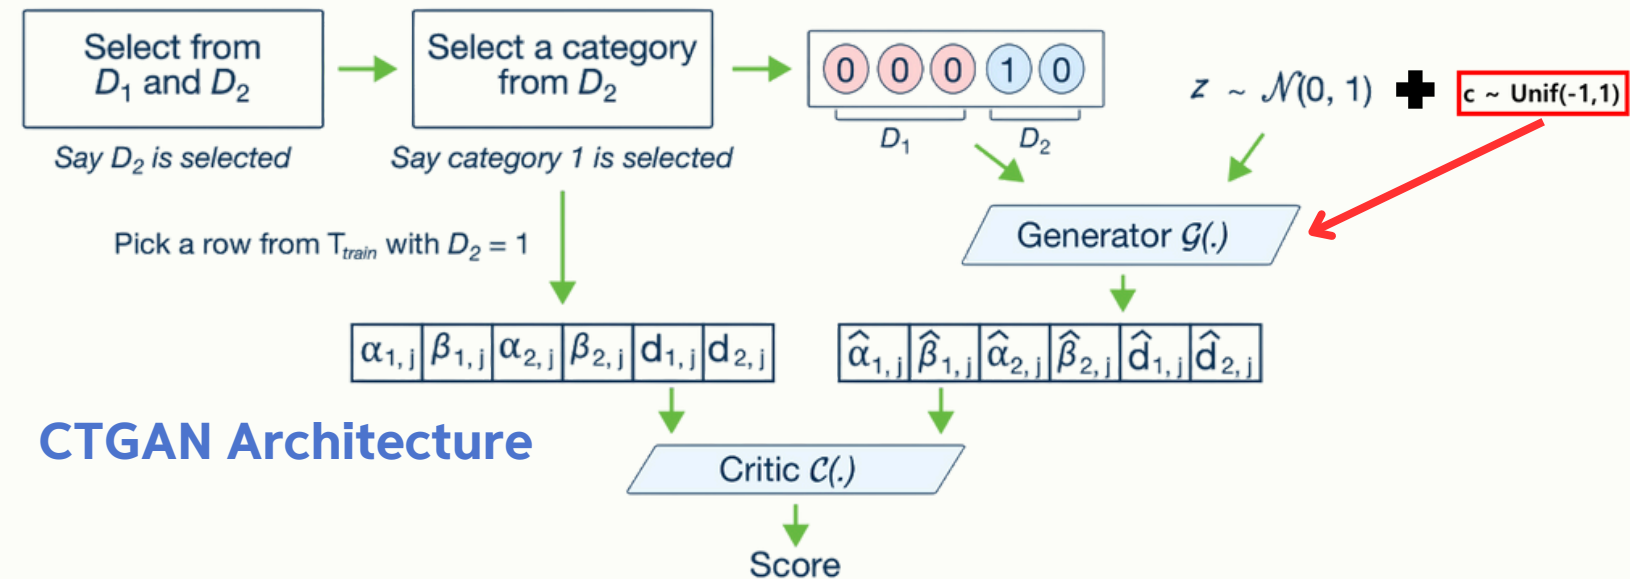 Select from
D₁ and D₂
Say D₂ is selected
Select a category
from D₂
Say category 1 is selected
0 0 0 1 0
D₁
D₂
z ~ 𝒩(0, 1)
c ~ Unif(-1,1)
Pick a row from T_train with D₂ = 1
Generator 𝒢(.)
α₁,ⱼ β₁,ⱼ α₂,ⱼ β₂,ⱼ d₁,ⱼ d₂,ⱼ
α̂₁,ⱼ β̂₁,ⱼ α̂₂,ⱼ β̂₂,ⱼ d̂₁,ⱼ d̂₂,ⱼ
CTGAN Architecture
Critic 𝒞(.)
Score